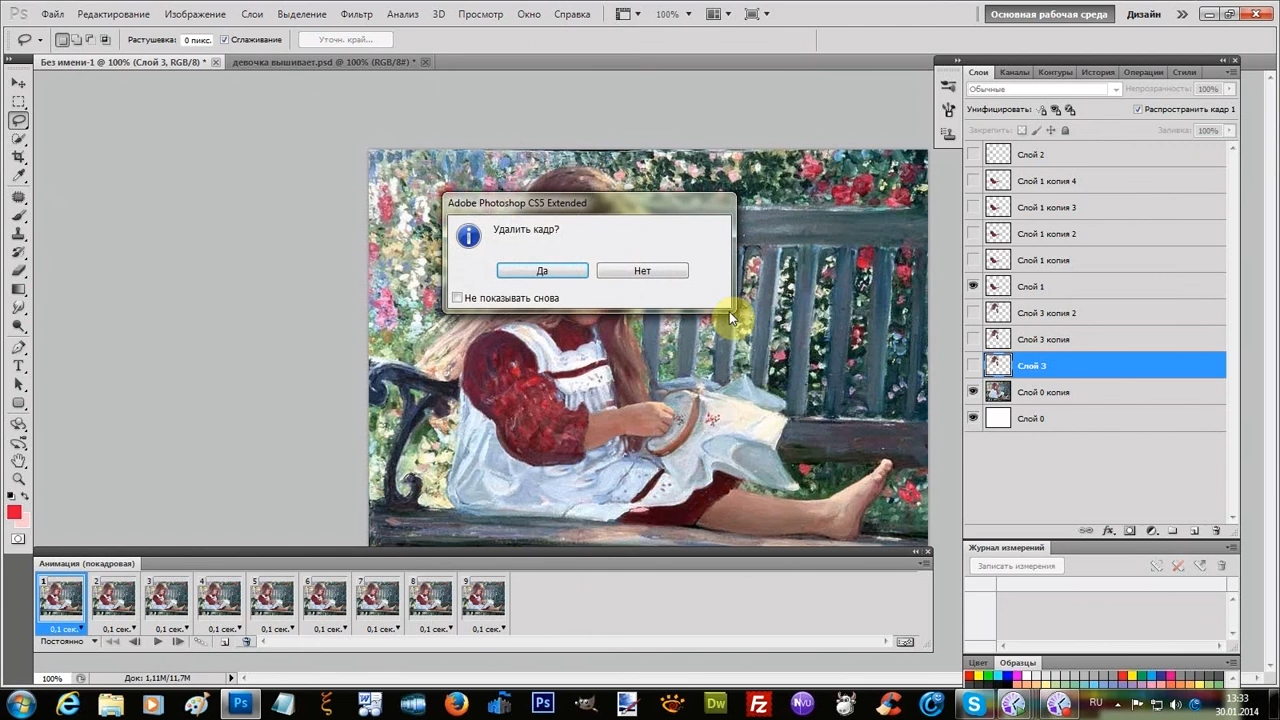 Ps Файл Редактирование Изображение Слои Выделение Фильтр Анализ 3D Просмотр Окно Справка 100% Основная рабочая среда Дизайн
Растушевка: 0 пикс. Сглаживание Уточн. край...
Без имени-1 @ 100% (Слой 3, RGB/8) * девочка вышивает.psd @ 100% (RGB/8#) *
Слои Каналы Контуры История Операции Стили
Обычные Непрозрачность: 100%
Унифицировать: Распространить кадр 1
Закрепить: Заливка: 100%
Слой 2
Слой 1 копия 4
Слой 1 копия 3
Слой 1 копия 2
Слой 1 копия
Слой 1
Слой 3 копия 2
Слой 3 копия
Слой 3
Слой 0 копия
Слой 0
Adobe Photoshop CS5 Extended
Удалить кадр?
Да Нет
Не показывать снова
Журнал измерений
Записать измерения
Анимация (покадровая)
1 2 3 4 5 6 7 8 9
0,1 сек. 0,1 сек. 0,1 сек. 0,1 сек. 0,1 сек. 0,1 сек. 0,1 сек. 0,1 сек. 0,1 сек.
Постоянно
Цвет Образцы
100% Док: 1,11M/11,7M
Ps Ps Dw FZ NU S RU 13:33
30.01.2014